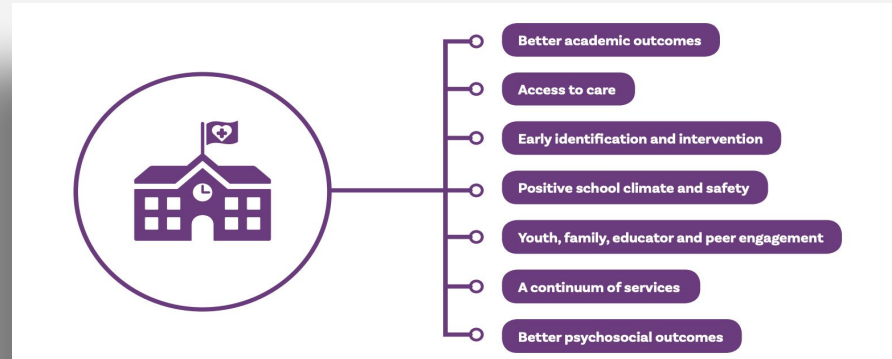 Better academic outcomes
Access to care
Early identification and intervention
Positive school climate and safety
Youth, family, educator and peer engagement
A continuum of services
Better psychosocial outcomes